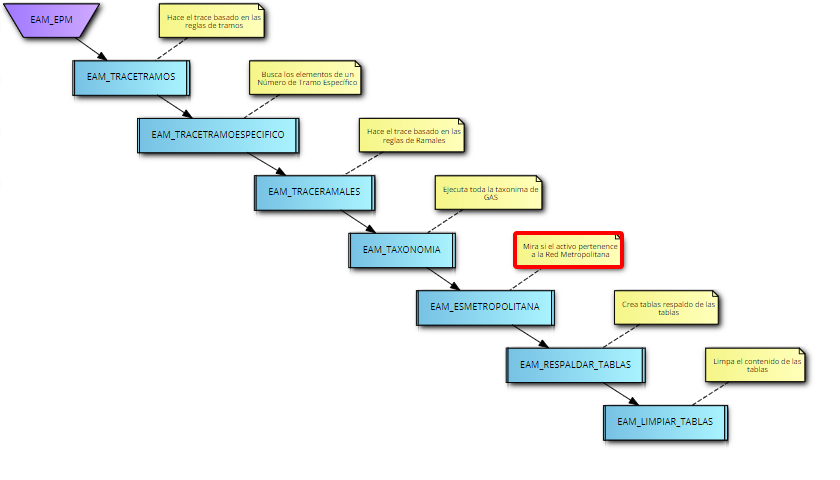 EAM_EPM
Hace el trace basado en las
reglas de tramos
EAM_TRACETRAMOS
Busca los elementos de un
Número de Tramo Específico
EAM_TRACETRAMOESPECIFICO
Hace el trace basado en las
reglas de Ramales
EAM_TRACERAMALES
Ejecuta toda la taxonima de
GAS
EAM_TAXONOMIA
Mira si el activo pertenence
a la Red Metropolitana
EAM_ESMETROPOLITANA
Crea tablas respaldo de las
tablas
EAM_RESPALDAR_TABLAS
Limpa el contenido de las
tablas
EAM_LIMPIAR_TABLAS